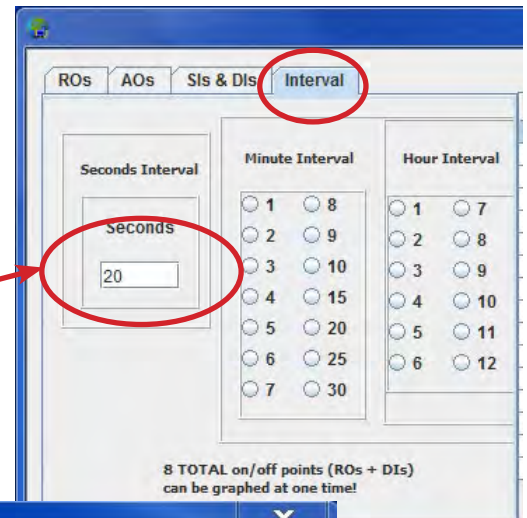 ROs AOs SIs & DIs Interval
Seconds Interval Minute Interval Hour Interval
Seconds
20
1 8
2 9
3 10
4 15
5 20
6 25
7 30
1 7
2 8
3 9
4 10
5 11
6 12
8 TOTAL on/off points (ROs + DIs)
can be graphed at one time!
X